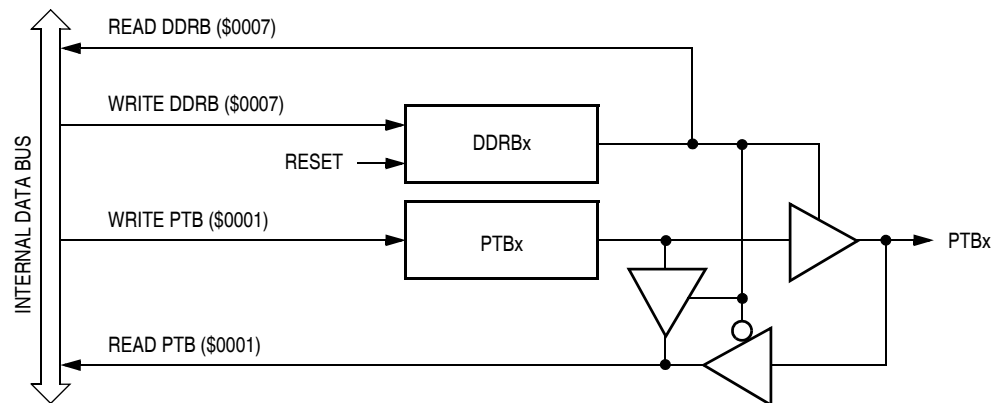 READ DDRB ($0007)
WRITE DDRB ($0007)
DDRBx
RESET
INTERNAL DATA BUS
WRITE PTB ($0001)
PTBx
PTBx
READ PTB ($0001)